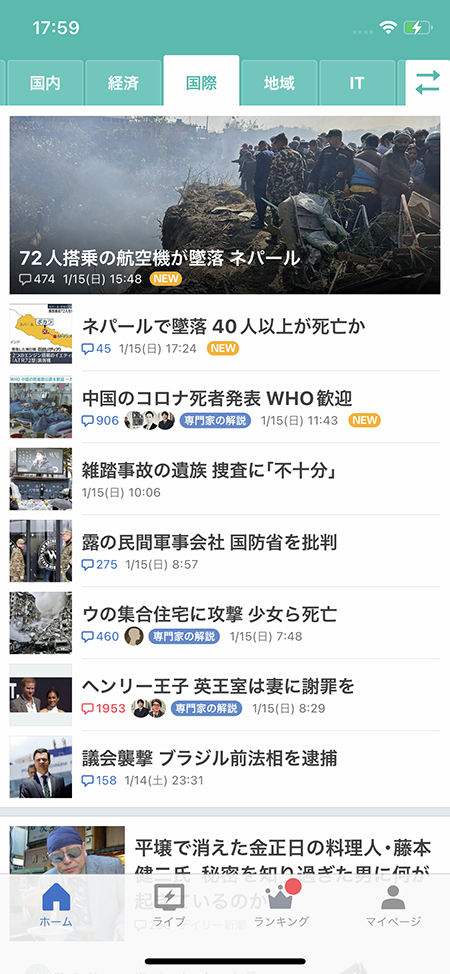 17:59
国内 経済 国際 地域 IT
72人搭乗の航空機が墜落 ネパール
474 1/15(日) 15:48 NEW
ネパールで墜落 40人以上が死亡か
45 1/15(日) 17:24 NEW
中国のコロナ死者発表 WHO歓迎
906 専門家の解説 1/15(日) 11:43 NEW
雑踏事故の遺族 捜査に「不十分」
1/15(日) 10:06
露の民間軍事会社 国防省を批判
275 1/15(日) 8:57
ウの集合住宅に攻撃 少女ら死亡
460 専門家の解説 1/15(日) 7:48
ヘンリー王子 英王室は妻に謝罪を
1953 専門家の解説 1/15(日) 8:29
議会襲撃 ブラジル前法相を逮捕
158 1/14(土) 23:31
平壌で消えた金正日の料理人・藤本
健二氏 秘密を知り過ぎた男に何が
起きているのか
ホーム ライブ ランキング マイページ